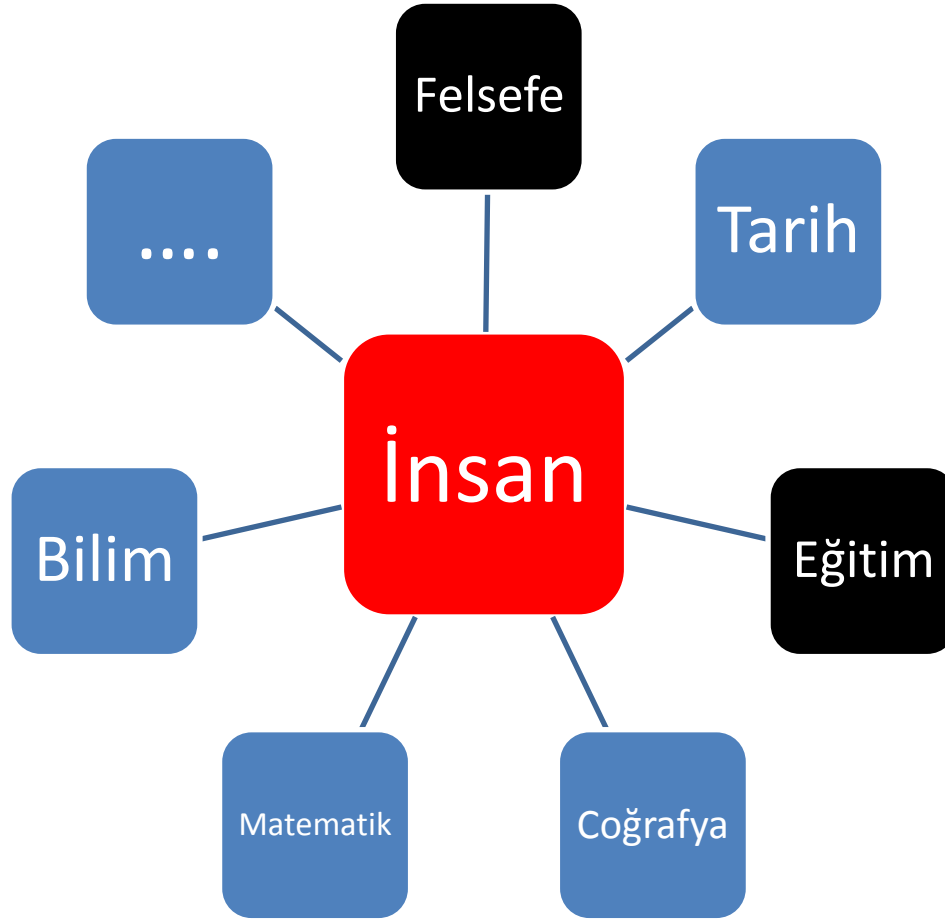 Felsefe
....
Tarih
İnsan
Bilim
Eğitim
Matematik
Coğrafya